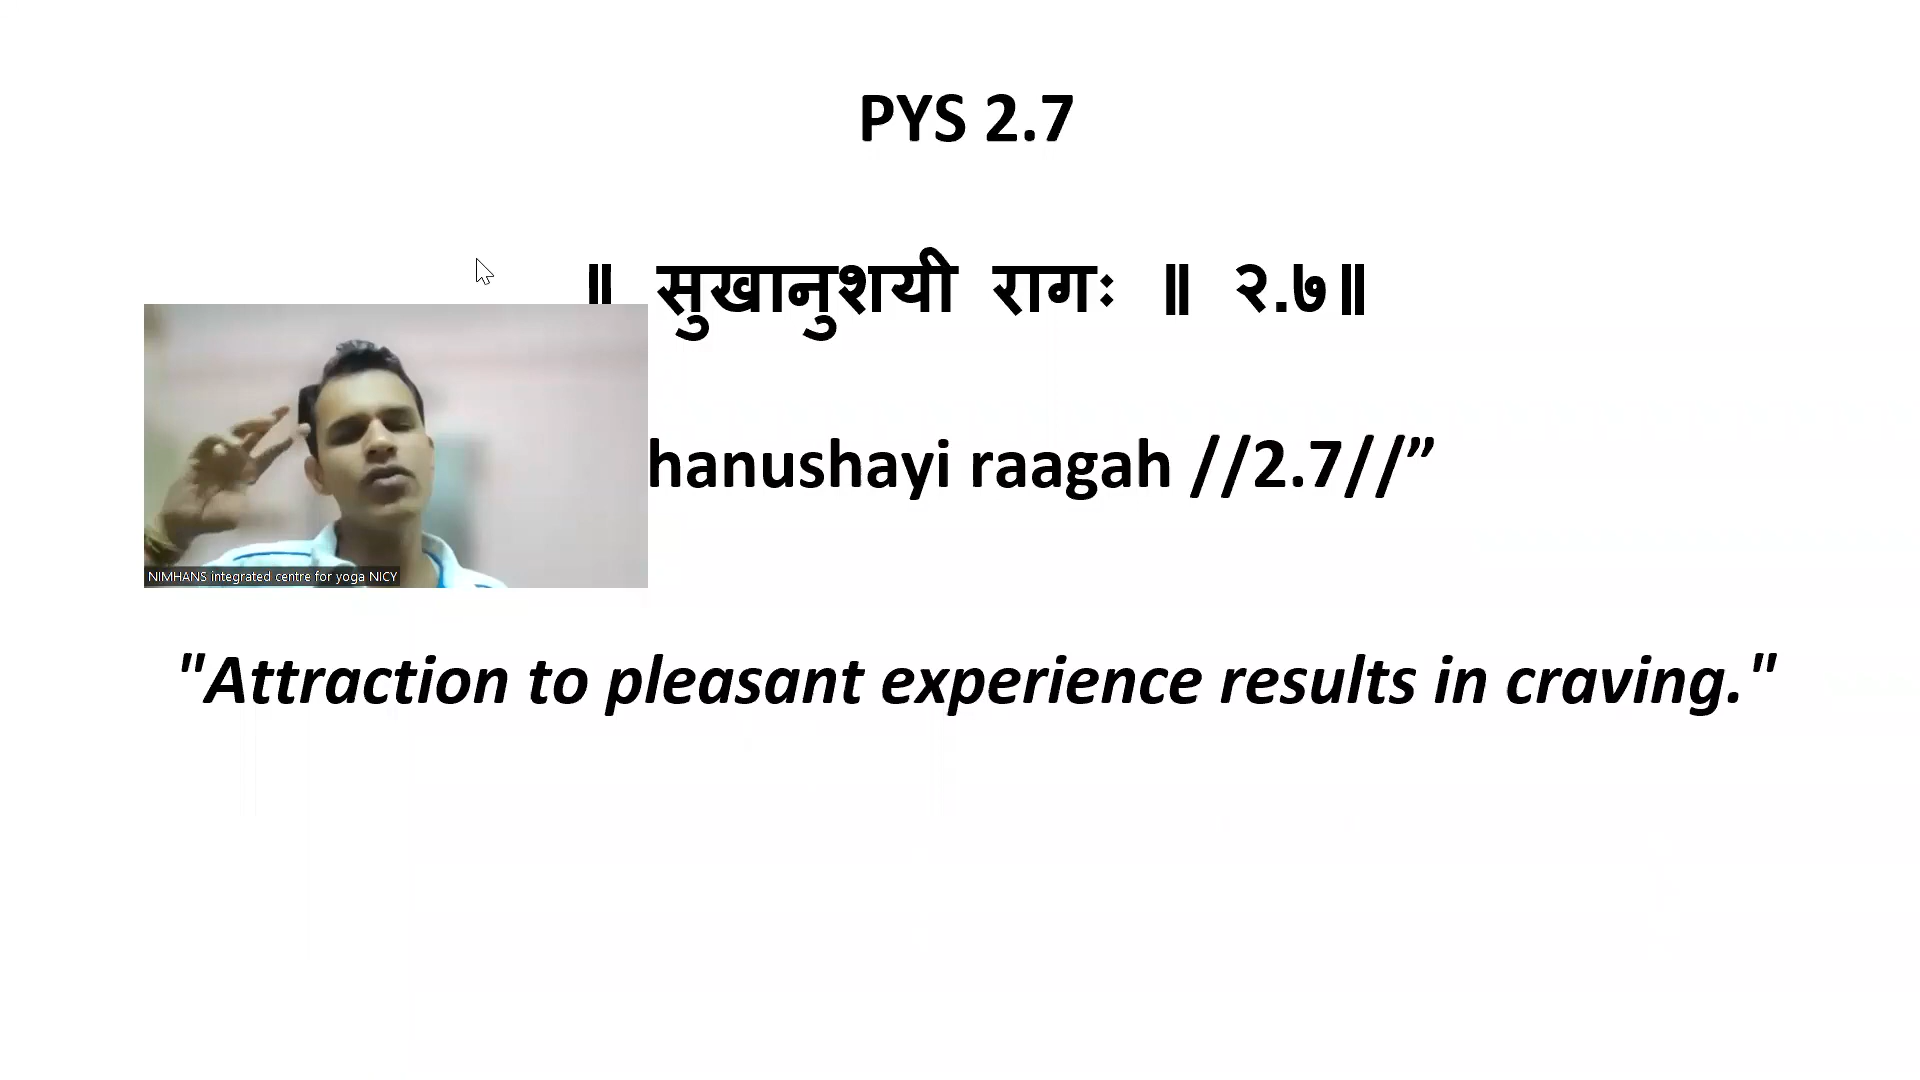 PYS 2.7
॥ सुखानुशयी रागः ॥ २.७॥
hanushayi raagah //2.7//”
NIMHANS integrated centre for yoga NICY
"Attraction to pleasant experience results in craving."